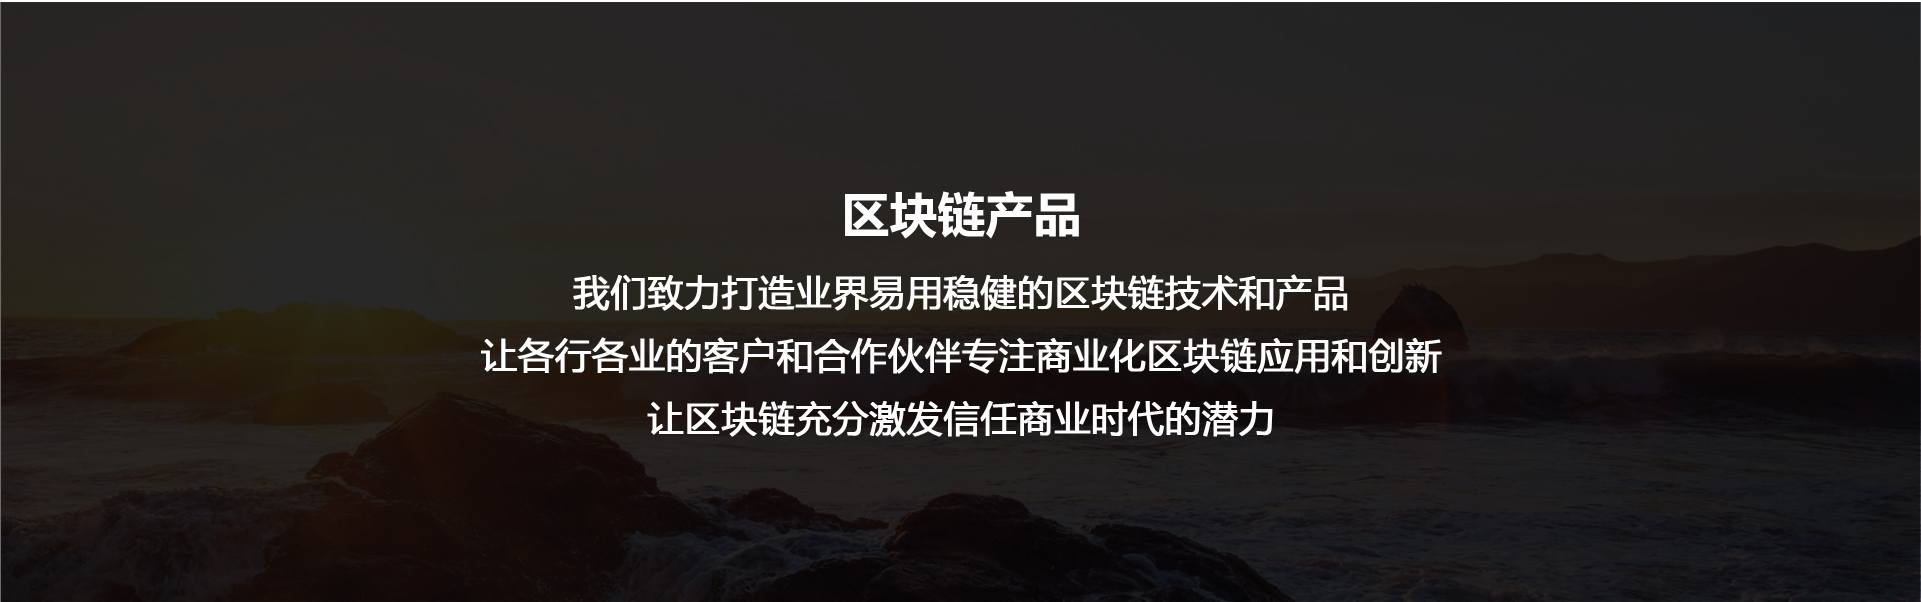 区块链产品
我们致力打造业界易用稳健的区块链技术和产品
让各行各业的客户和合作伙伴专注商业化区块链应用和创新
让区块链充分激发信任商业时代的潜力